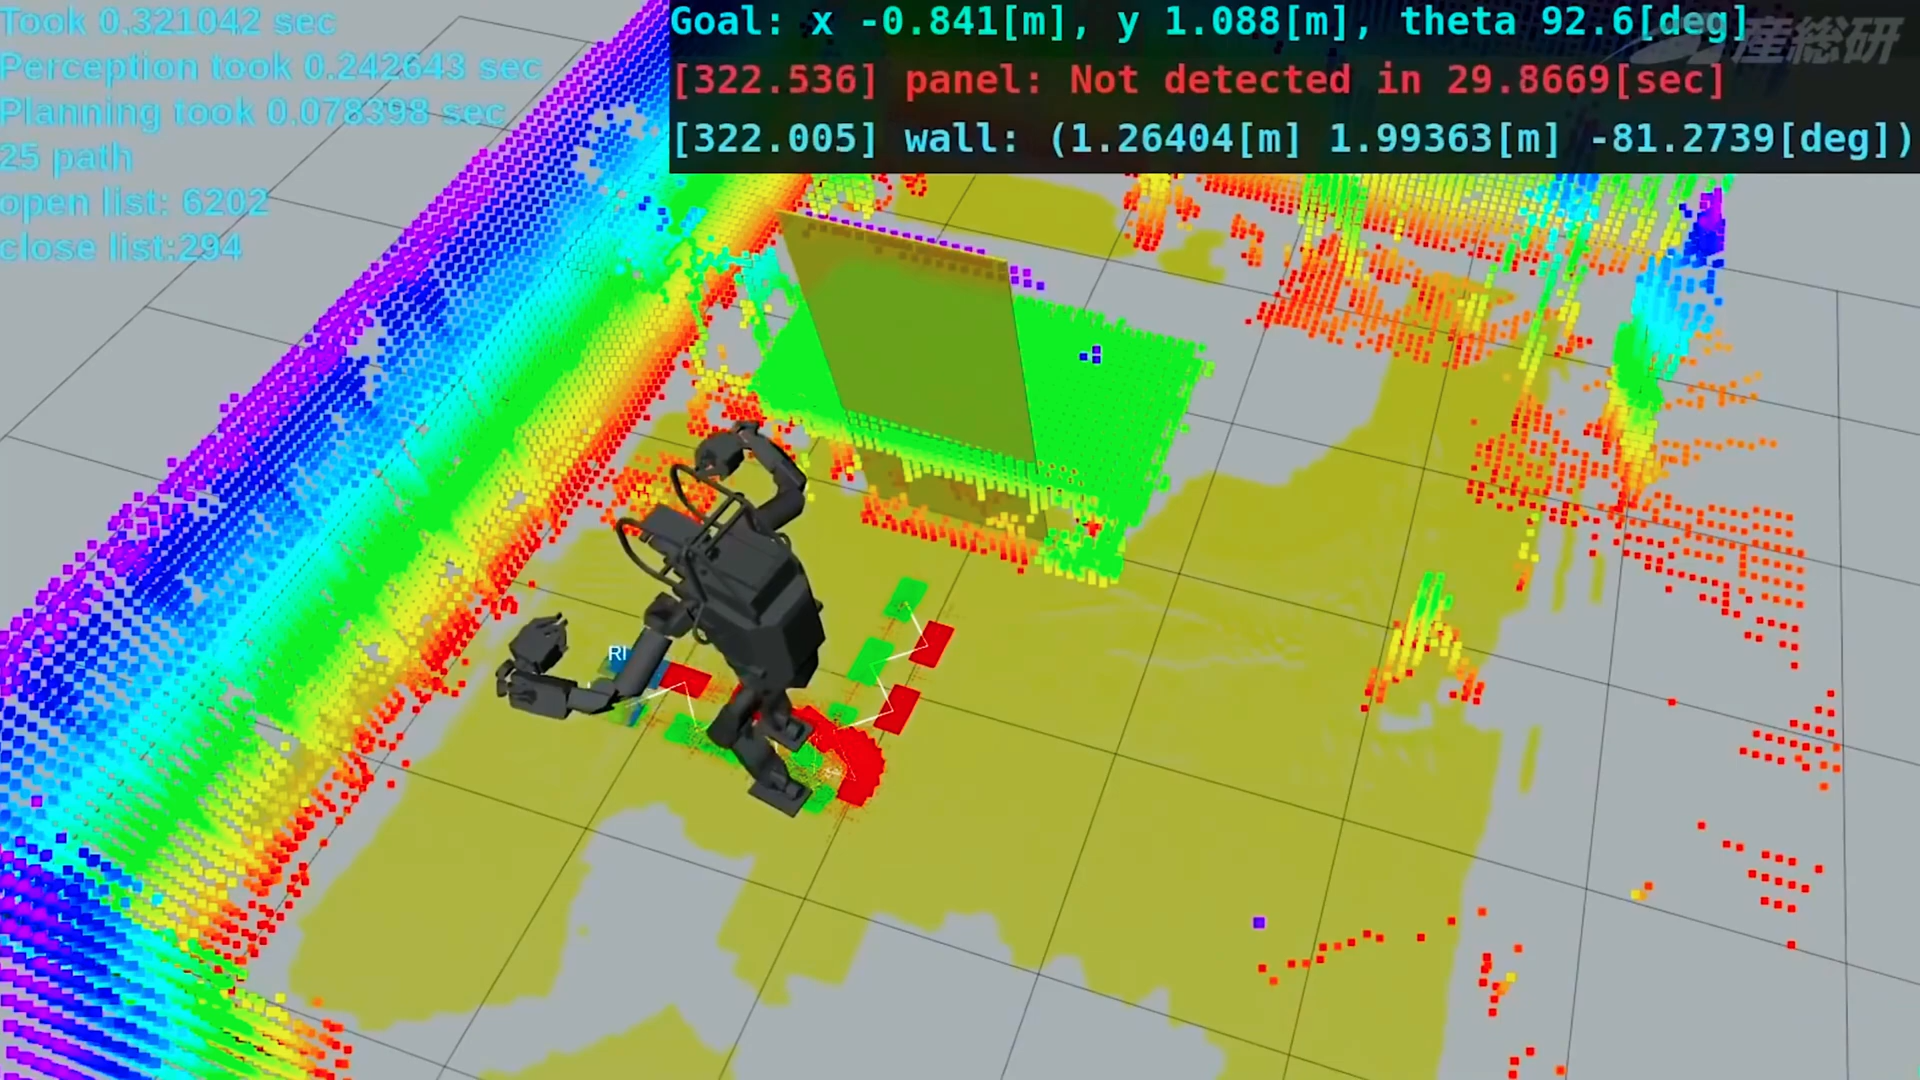 Took 0.321042 sec
Perception took 0.242643 sec
Planning took 0.078398 sec
25 path
open list: 6202
close list:294
Goal: x -0.841[m], y 1.088[m], theta 92.6[deg]
[322.536] panel: Not detected in 29.8669[sec]
[322.005] wall: (1.26404[m] 1.99363[m] -81.2739[deg])
産総研
RI